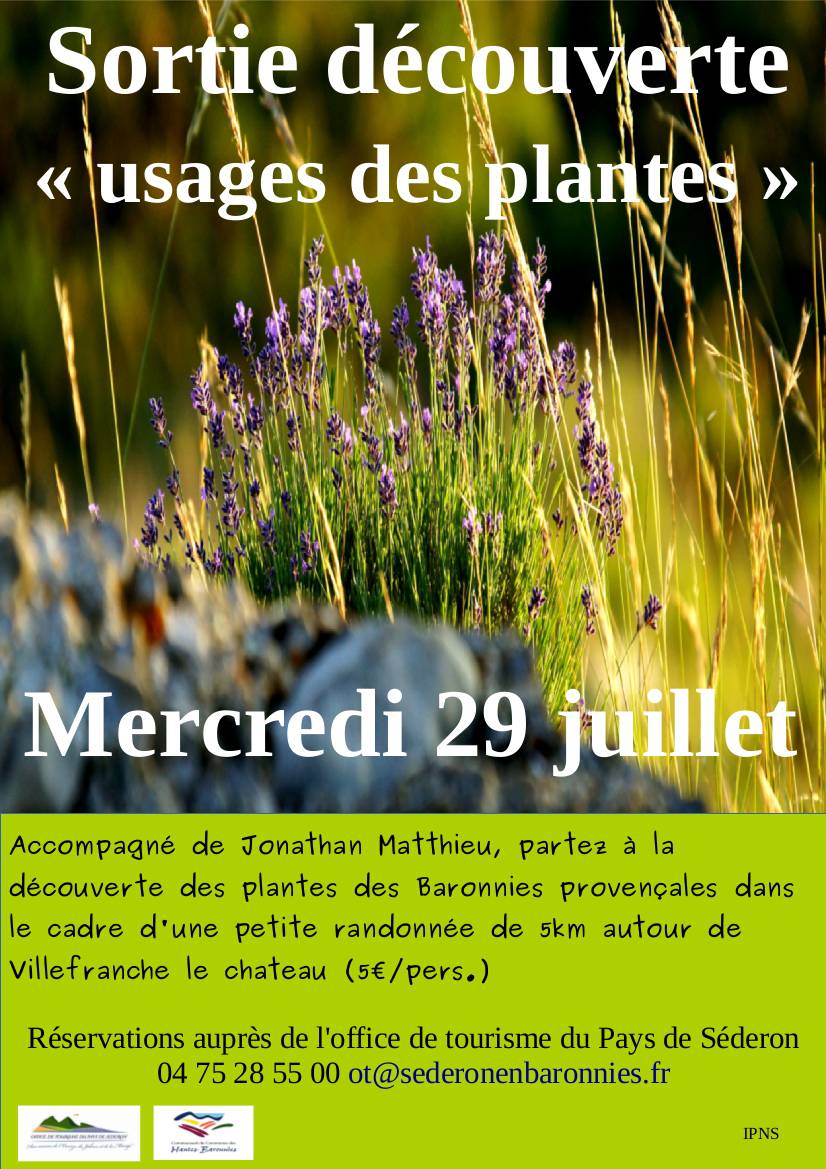 Sortie découverte
« usages des plantes »
Mercredi 29 juillet
Accompagné de Jonathan Matthieu, partez à la
découverte des plantes des Baronnies provençales dans
le cadre d'une petite randonnée de 5km autour de
Villefranche le chateau (5€/pers.)
Réservations auprès de l'office de tourisme du Pays de Séderon
04 75 28 55 00 ot@sederonenbaronnies.fr
OFFICE DE TOURISME DU PAYS DE SÉDERON
Communauté de Communes des
Hautes-Baronnies
IPNS